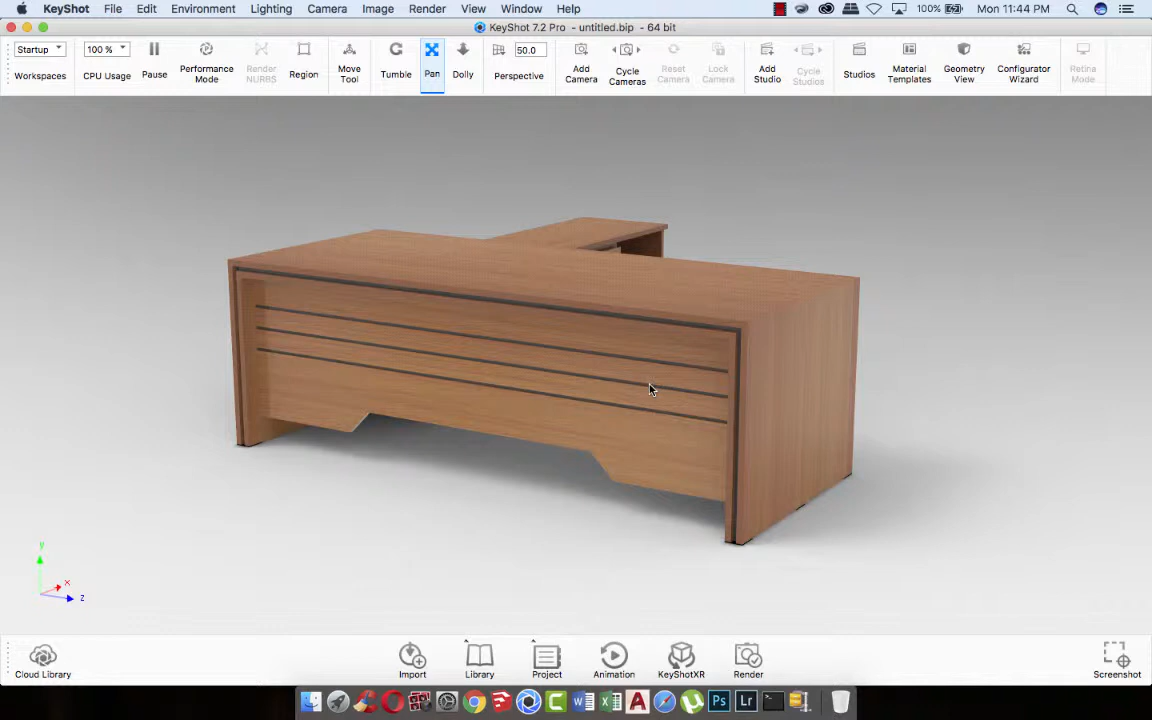 KeyShot File Edit Environment Lighting Camera Image Render View Window Help 100% Mon 11:44 PM
KeyShot 7.2 Pro - untitled.bip - 64 bit
Startup 100 % 50.0
Workspaces CPU Usage Pause Performance Mode Render NURBS Region Move Tool Tumble Pan Dolly Perspective Add Camera Cycle Cameras Reset Camera Lock Camera Add Studio Cycle Studios Studios Material Templates Geometry View Configurator Wizard Retina Mode
y
x
z
Cloud Library Import Library Project Animation KeyShotXR Render Screenshot
Ps Lr